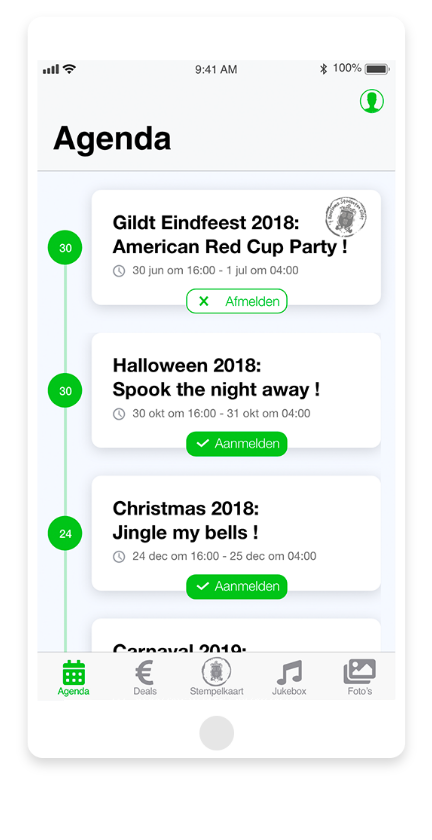 9:41 AM
100%
Agenda
Gildt Eindfeest 2018:
American Red Cup Party !
30
30 jun om 16:00 - 1 jul om 04:00
Afmelden
Halloween 2018:
Spook the night away !
30
30 okt om 16:00 - 31 okt om 04:00
Aanmelden
Christmas 2018:
Jingle my bells !
24
24 dec om 16:00 - 25 dec om 04:00
Aanmelden
Carnaval 2019:
Agenda
Deals
Stempelkaart
Jukebox
Foto's